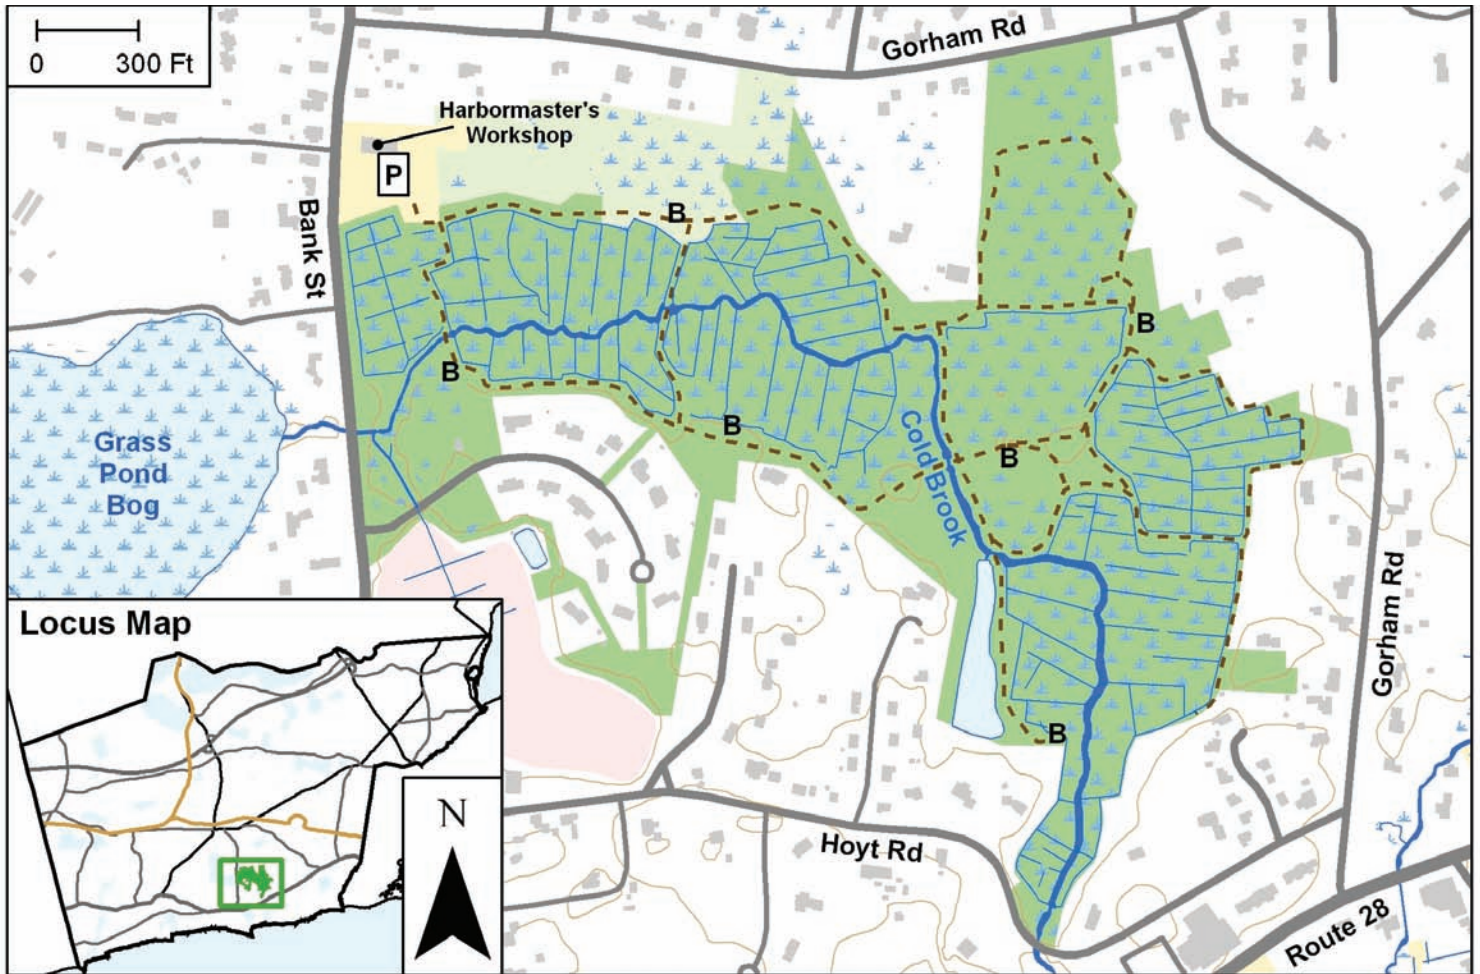 0 300 Ft
Gorham Rd
Harbormaster's
Workshop
P
Bank St
B
B
B
B
B
B
Cold Brook
Grass
Pond
Bog
Gorham Rd
Locus Map
N
Hoyt Rd
Route 28